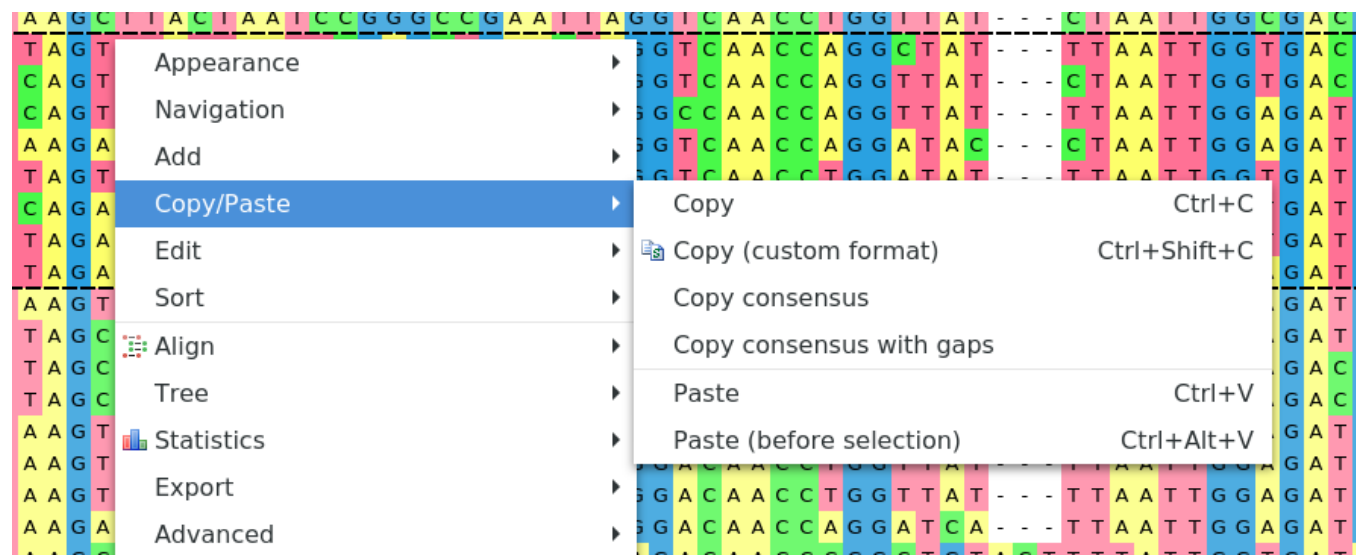 A A G C T T A C T A A T C C G G G C C G A A T T A G G T C A A C C T G G T T A T - - - C T A A T T G G C G A C
T A G T G G T C A A C C A G G C T A T - - - T T A A T T G G T G A C
C A G T G G T C A A C C A G G T T A T - - - C T A A T T G G T G A C
C A G T G G C C A A C C A G G T T A T - - - T T A A T T G G A G A T
A A G A G G T C A A C C A G G A T A C - - - C T A A T T G G A G A T
T A G T G G T C A A C C T G G A T A T - - - T T A A T T G G T G A T
C A G A G A T
T A G A G A T
T A G A G A T
A A G T G A T
T A G C G A T
T A G C G A C
T A G C G A C
A A G T G A T
A A G T G A T
A A G T G G A C A A C C T G G T T A T - - - T T A A T T G G A G A T
A A G A G G A C A A C C A G G A T C A - - - T T A A T T G G A G A T
Appearance
Navigation
Add
Copy/Paste
Edit
Sort
Align
Tree
Statistics
Export
Advanced
Copy Ctrl+C
Copy (custom format) Ctrl+Shift+C
Copy consensus
Copy consensus with gaps
Paste Ctrl+V
Paste (before selection) Ctrl+Alt+V